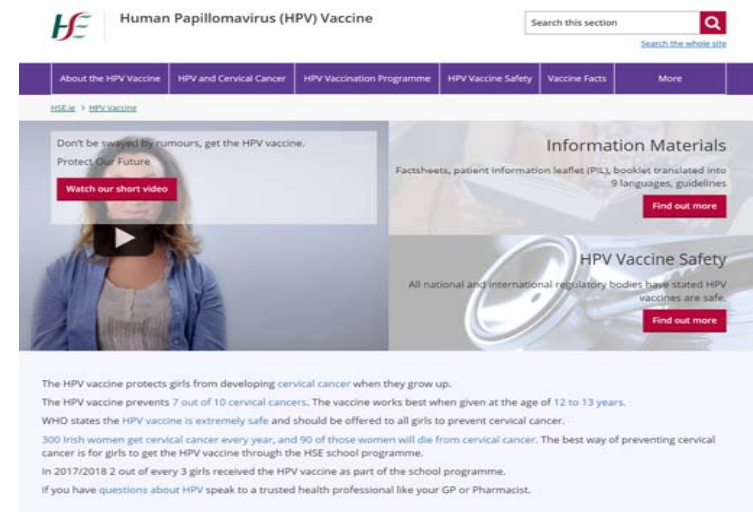 HE
Human Papillomavirus (HPV) Vaccine
Search this section
Search the whole site
About the HPV Vaccine
HPV and Cervical Cancer
HPV Vaccination Programme
HPV Vaccine Safety
Vaccine Facts
More
HSE.ie > HPV Vaccine
Don't be swayed by rumours, get the HPV vaccine.
Protect Our Future
Watch our short video
Information Materials
Factsheets, patient information leaflet (PIL), booklet translated into
9 languages, guidelines
Find out more
HPV Vaccine Safety
All national and international regulatory bodies have stated HPV
vaccines are safe.
Find out more
The HPV vaccine protects girls from developing cervical cancer when they grow up.
The HPV vaccine prevents 7 out of 10 cervical cancers. The vaccine works best when given at the age of 12 to 13 years.
WHO states the HPV vaccine is extremely safe and should be offered to all girls to prevent cervical cancer.
300 Irish women get cervical cancer every year, and 90 of those women will die from cervical cancer. The best way of preventing cervical
cancer is for girls to get the HPV vaccine through the HSE school programme.
In 2017/2018 2 out of every 3 girls received the HPV vaccine as part of the school programme.
If you have questions about HPV speak to a trusted health professional like your GP or Pharmacist.